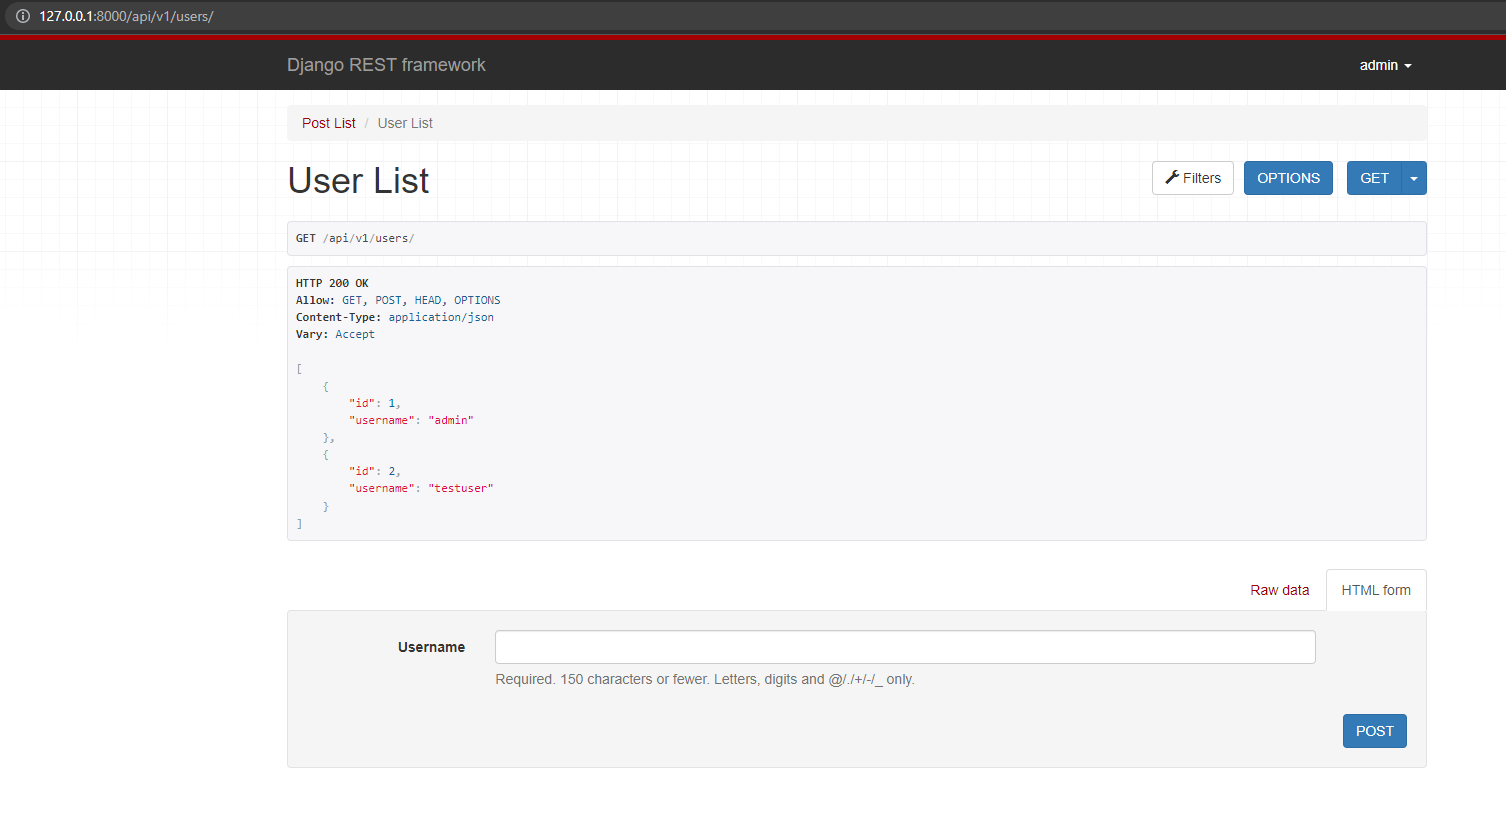 127.0.0.1:8000/api/v1/users/
Django REST framework admin
Post List / User List
User List Filters OPTIONS GET
GET /api/v1/users/
HTTP 200 OK
Allow: GET, POST, HEAD, OPTIONS
Content-Type: application/json
Vary: Accept
[
{
"id": 1,
"username": "admin"
},
{
"id": 2,
"username": "testuser"
}
]
Raw data HTML form
Username
Required. 150 characters or fewer. Letters, digits and @/./+/-/_ only.
POST